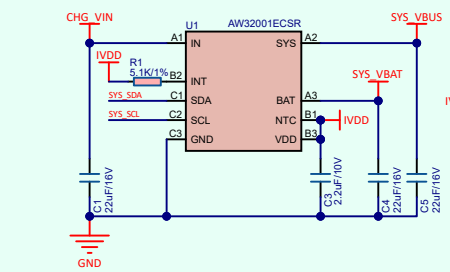 CHG_VIN
SYS_VBUS
U1
AW32001ECSR
A1
IN
SYS
A2
IVDD
R1
5.1K/1%
B2
INT
SYS_VBAT
SYS_SDA
C1
SDA
BAT
A3
SYS_SCL
C2
SCL
NTC
B1
IVDD
C3
GND
VDD
B3
C1
22uF/16V
C3
2.2uF/10V
C4
22uF/16V
C5
22uF/16V
GND